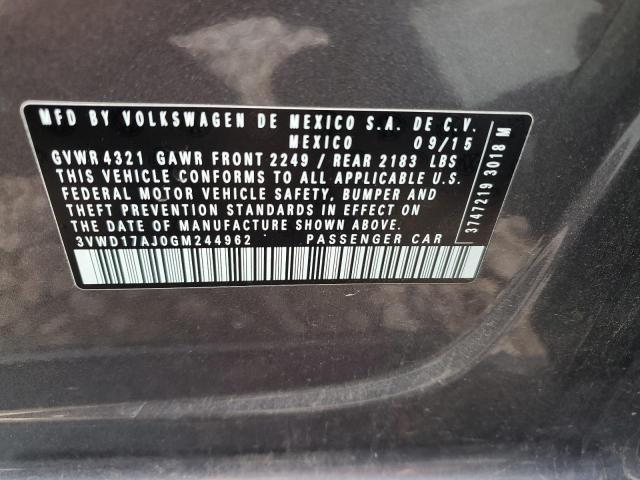 MFD BY VOLKSWAGEN DE MEXICO S.A. DE C.V.
MEXICO 09/15
GVWR 4321 GAWR FRONT 2249 / REAR 2183 LBS
THIS VEHICLE CONFORMS TO ALL APPLICABLE U.S.
FEDERAL MOTOR VEHICLE SAFETY, BUMPER AND
THEFT PREVENTION STANDARDS IN EFFECT ON
THE DATE OF MANUFACTURE SHOWN ABOVE.
3VWD17AJ0GM244962 PASSENGER CAR
3747219 3018 M